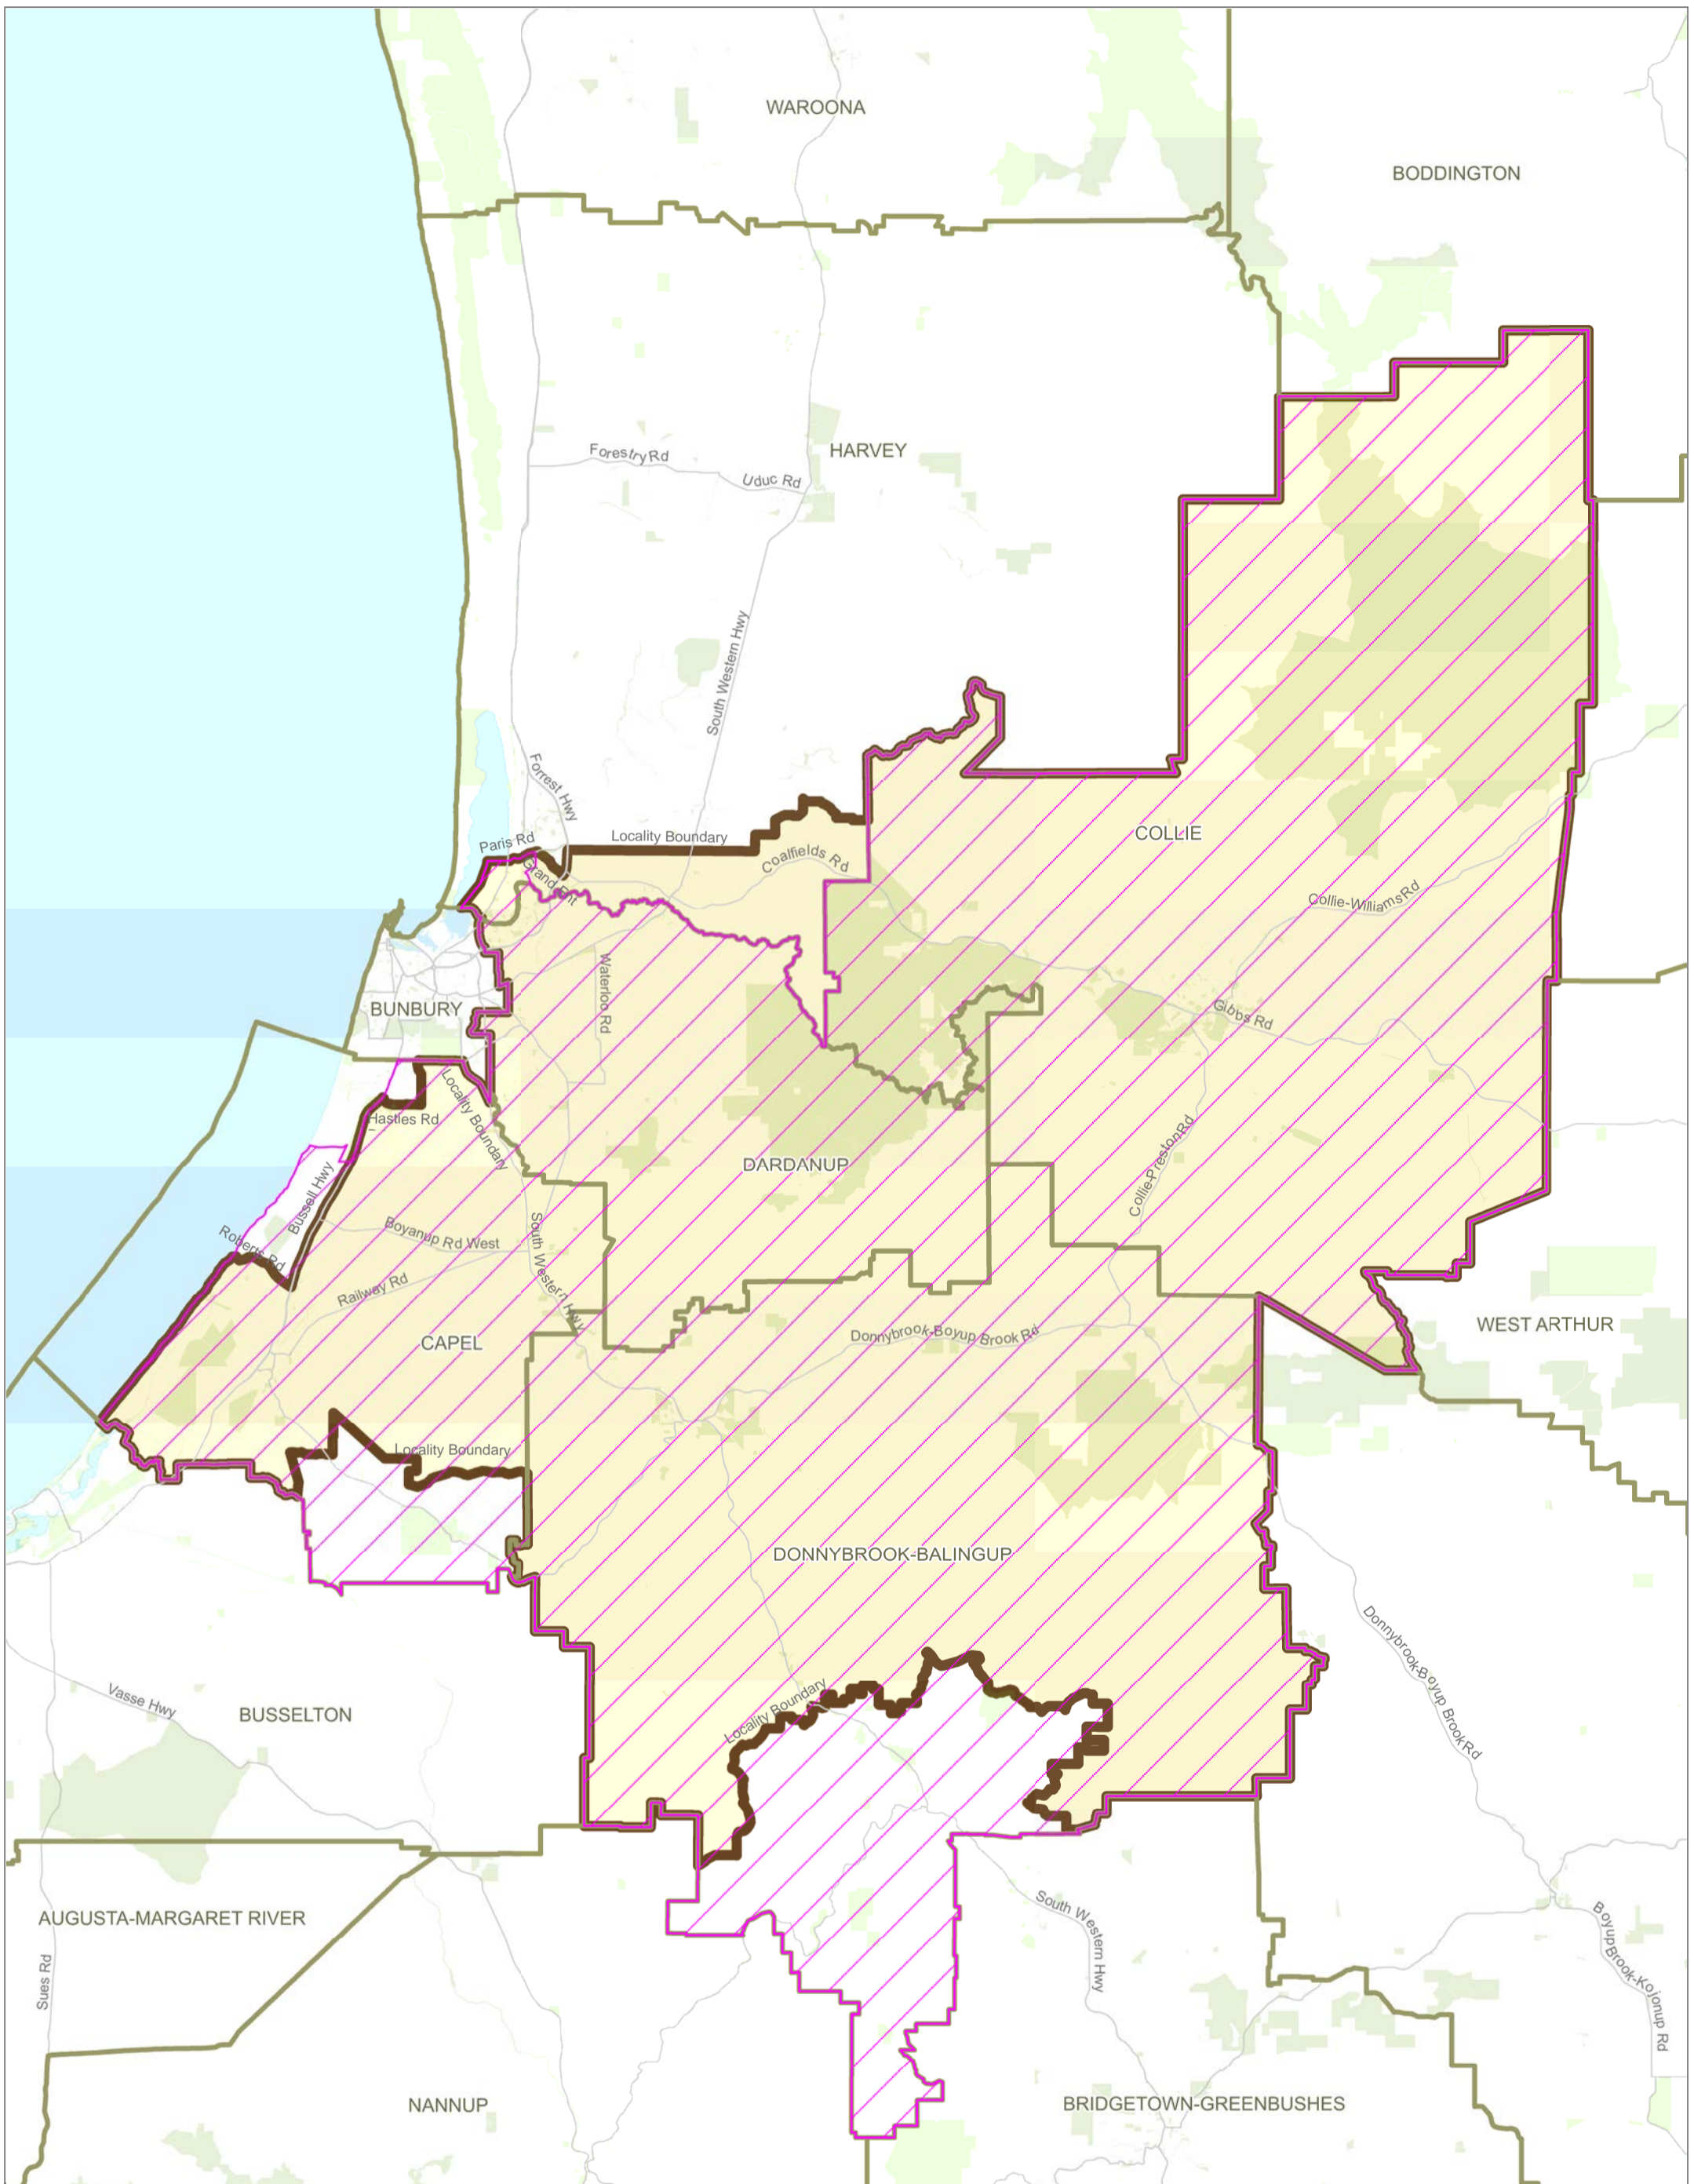 WAROONA
BODDINGTON
HARVEY
Forestry Rd
Uduc Rd
South Western Hwy
Forrest Hwy
Paris Rd
Locality Boundary
COLLIE
Coalfields Rd
Grand Ent
Collie-Williams Rd
Waterloo Rd
BUNBURY
Gibbs Rd
Locality Boundary
Hasties Rd
DARDANUP
Collie-Preston Rd
Bussell Hwy
Boyanup Rd West
South Western Hwy
Roberts Rd
Railway Rd
WEST ARTHUR
CAPEL
Donnybrook-Boyup Brook Rd
Locality Boundary
DONNYBROOK-BALINGUP
Donnybrook-Boyup Brook Rd
Vasse Hwy
BUSSELTON
Locality Boundary
AUGUSTA-MARGARET RIVER
South Western Hwy
Sues Rd
Boyup Brook-Kojonup Rd
NANNUP
BRIDGETOWN-GREENBUSHES